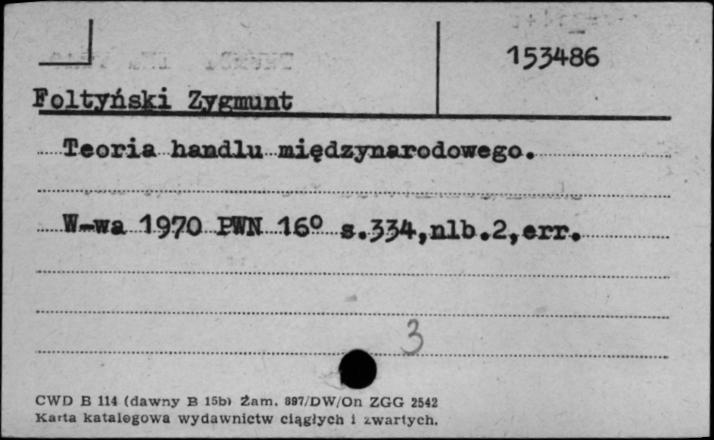 153486
Foltyński Zygmunt
Teoria handlu międzynarodowego.
W-wa 1970 PWN 16° s.334,nlb.2,err.
3
CWD B 114 (dawny B 15b) Zam. 897/DW/On ZGG 2542
Karta katalogowa wydawnictw ciągłych i zwartych.